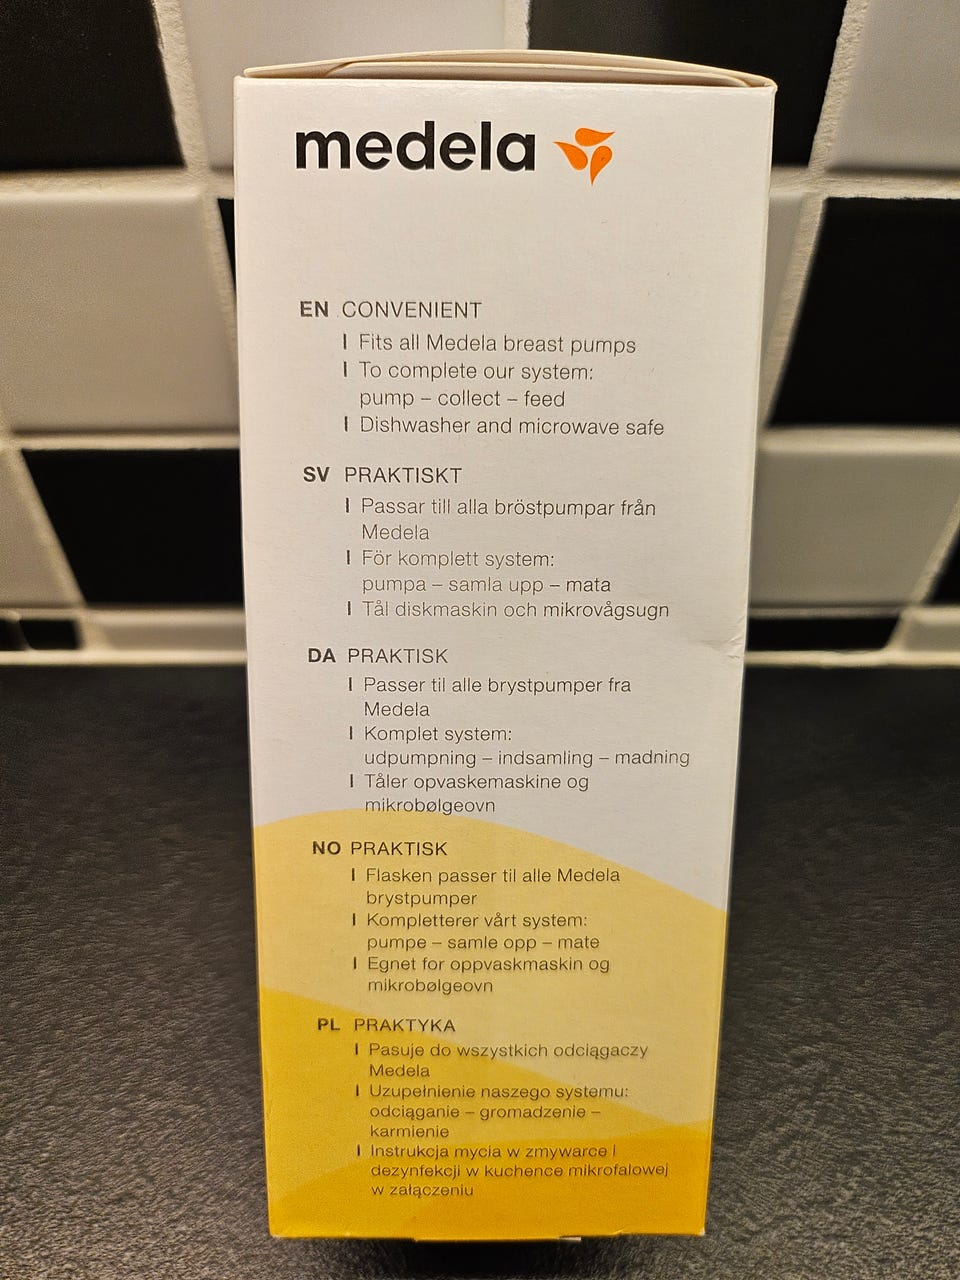 medela
EN CONVENIENT
I Fits all Medela breast pumps
I To complete our system:
pump – collect – feed
I Dishwasher and microwave safe
SV PRAKTISKT
I Passar till alla bröstpumpar från
Medela
I För komplett system:
pumpa – samla upp – mata
I Tål diskmaskin och mikrovågsugn
DA PRAKTISK
I Passer til alle brystpumper fra
Medela
I Komplet system:
udpumpning – indsamling – madning
I Tåler opvaskemaskine og
mikrobølgeovn
NO PRAKTISK
I Flasken passer til alle Medela
brystpumper
I Kompletterer vårt system:
pumpe – samle opp – mate
I Egnet for oppvaskmaskin og
mikrobølgeovn
PL PRAKTYKA
I Pasuje do wszystkich odciągaczy
Medela
I Uzupełnienie naszego systemu:
odciąganie – gromadzenie –
karmienie
I Instrukcja mycia w zmywarce i
dezynfekcji w kuchence mikrofalowej
w załączeniu